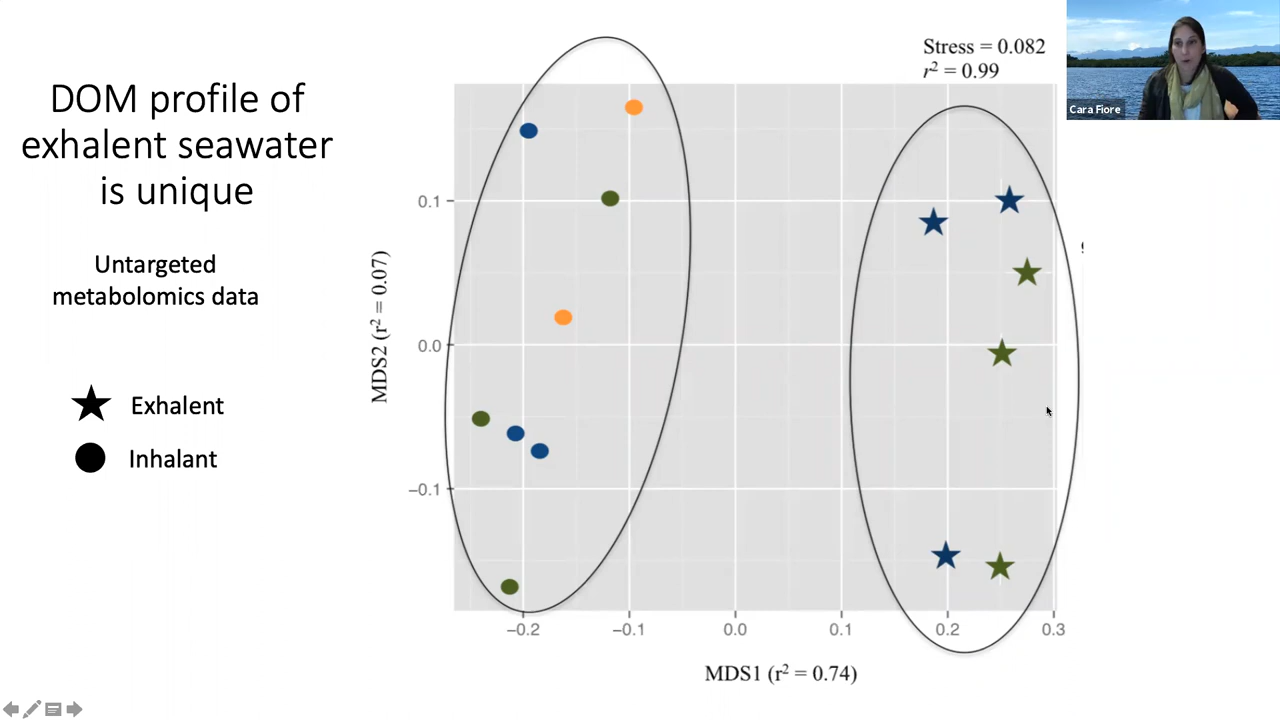 DOM profile of
exhalent seawater
is unique
Untargeted
metabolomics data
Exhalent
Inhalant
Stress = 0.082
r² = 0.99
Cara Fiore
MDS2 (r² = 0.07)
0.1
0.0
−0.1
−0.2
−0.1
0.0
0.1
0.2
0.3
MDS1 (r² = 0.74)